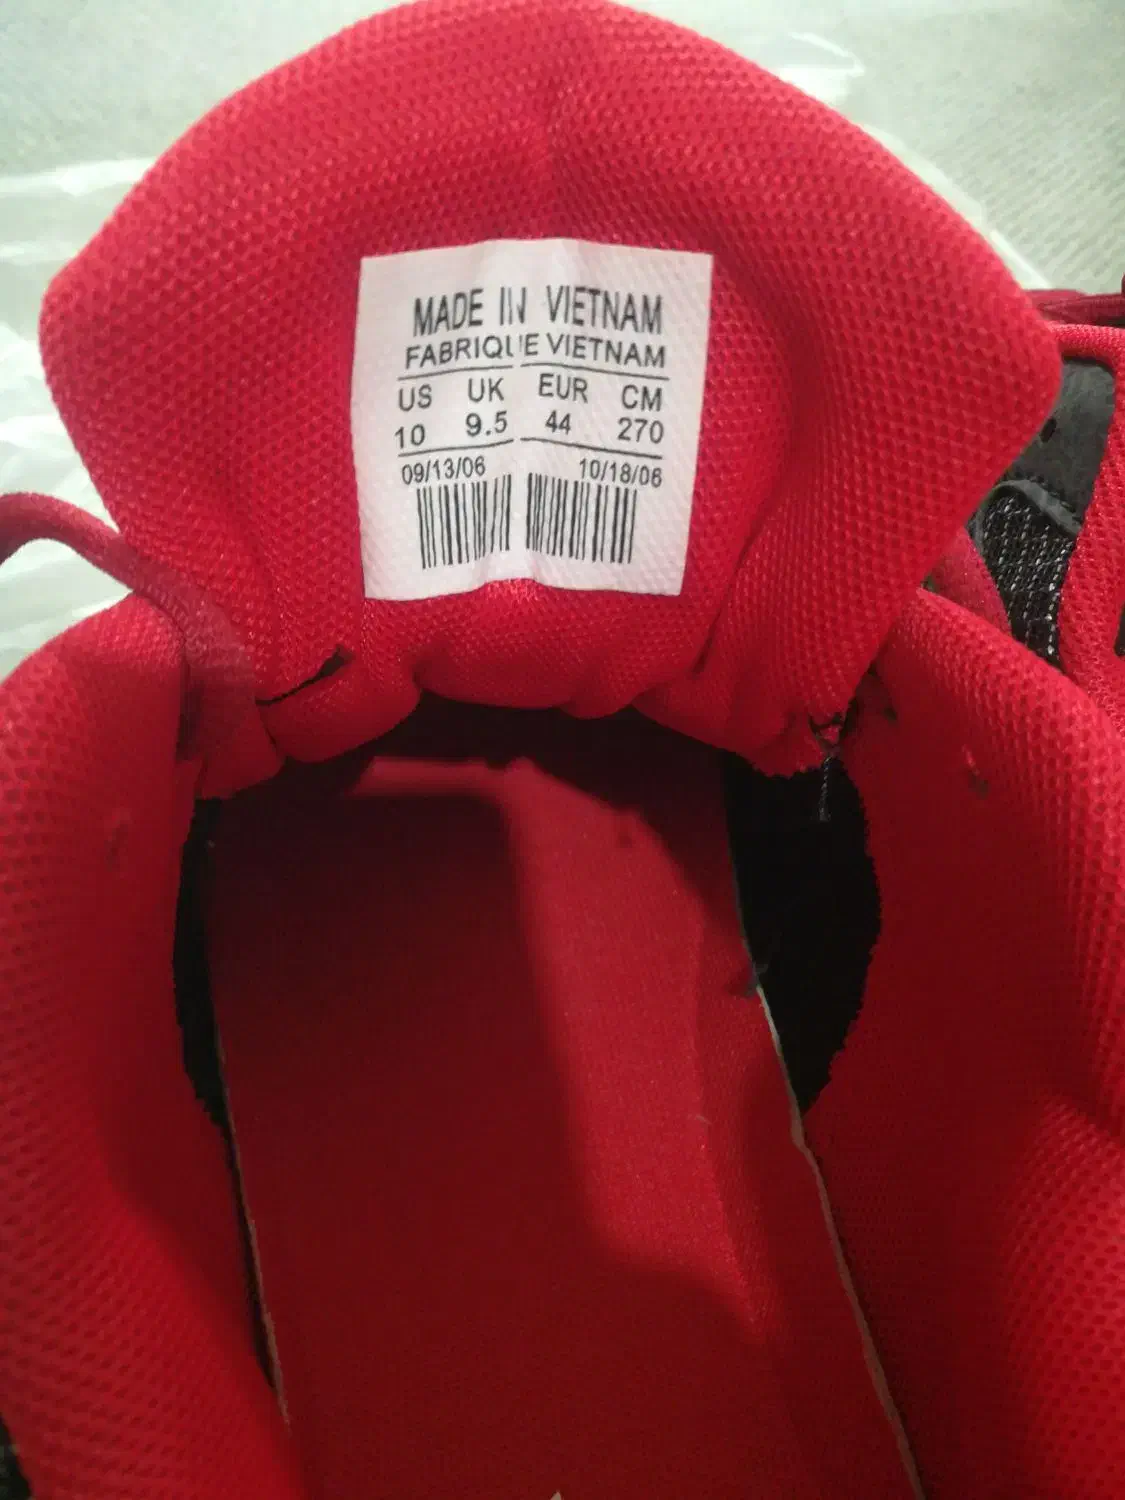 MADE IN VIETNAM
FABRIQUE VIETNAM
US UK EUR CM
10 9.5 44 270
09/13/06 10/18/06